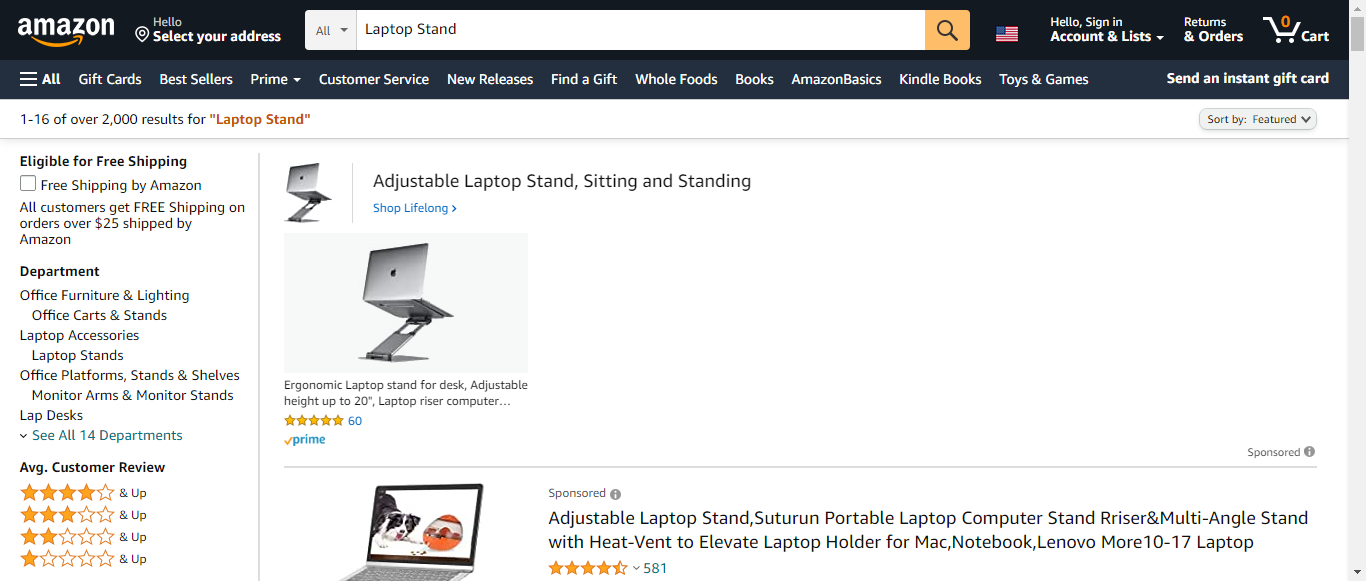 amazon
Hello
Select your address
All
Laptop Stand
Hello, Sign in
Account & Lists
Returns
& Orders
0
Cart
All
Gift Cards
Best Sellers
Prime
Customer Service
New Releases
Find a Gift
Whole Foods
Books
AmazonBasics
Kindle Books
Toys & Games
Send an instant gift card
1-16 of over 2,000 results for "Laptop Stand"
Sort by: Featured
Eligible for Free Shipping
Free Shipping by Amazon
All customers get FREE Shipping on
orders over $25 shipped by
Amazon
Department
Office Furniture & Lighting
Office Carts & Stands
Laptop Accessories
Laptop Stands
Office Platforms, Stands & Shelves
Monitor Arms & Monitor Stands
Lap Desks
See All 14 Departments
Avg. Customer Review
& Up
& Up
& Up
& Up
Adjustable Laptop Stand, Sitting and Standing
Shop Lifelong ›
Ergonomic Laptop stand for desk, Adjustable
height up to 20", Laptop riser computer…
60
prime
Sponsored
Sponsored
Adjustable Laptop Stand,Suturun Portable Laptop Computer Stand Rriser&Multi-Angle Stand
with Heat-Vent to Elevate Laptop Holder for Mac,Notebook,Lenovo More10-17 Laptop
581